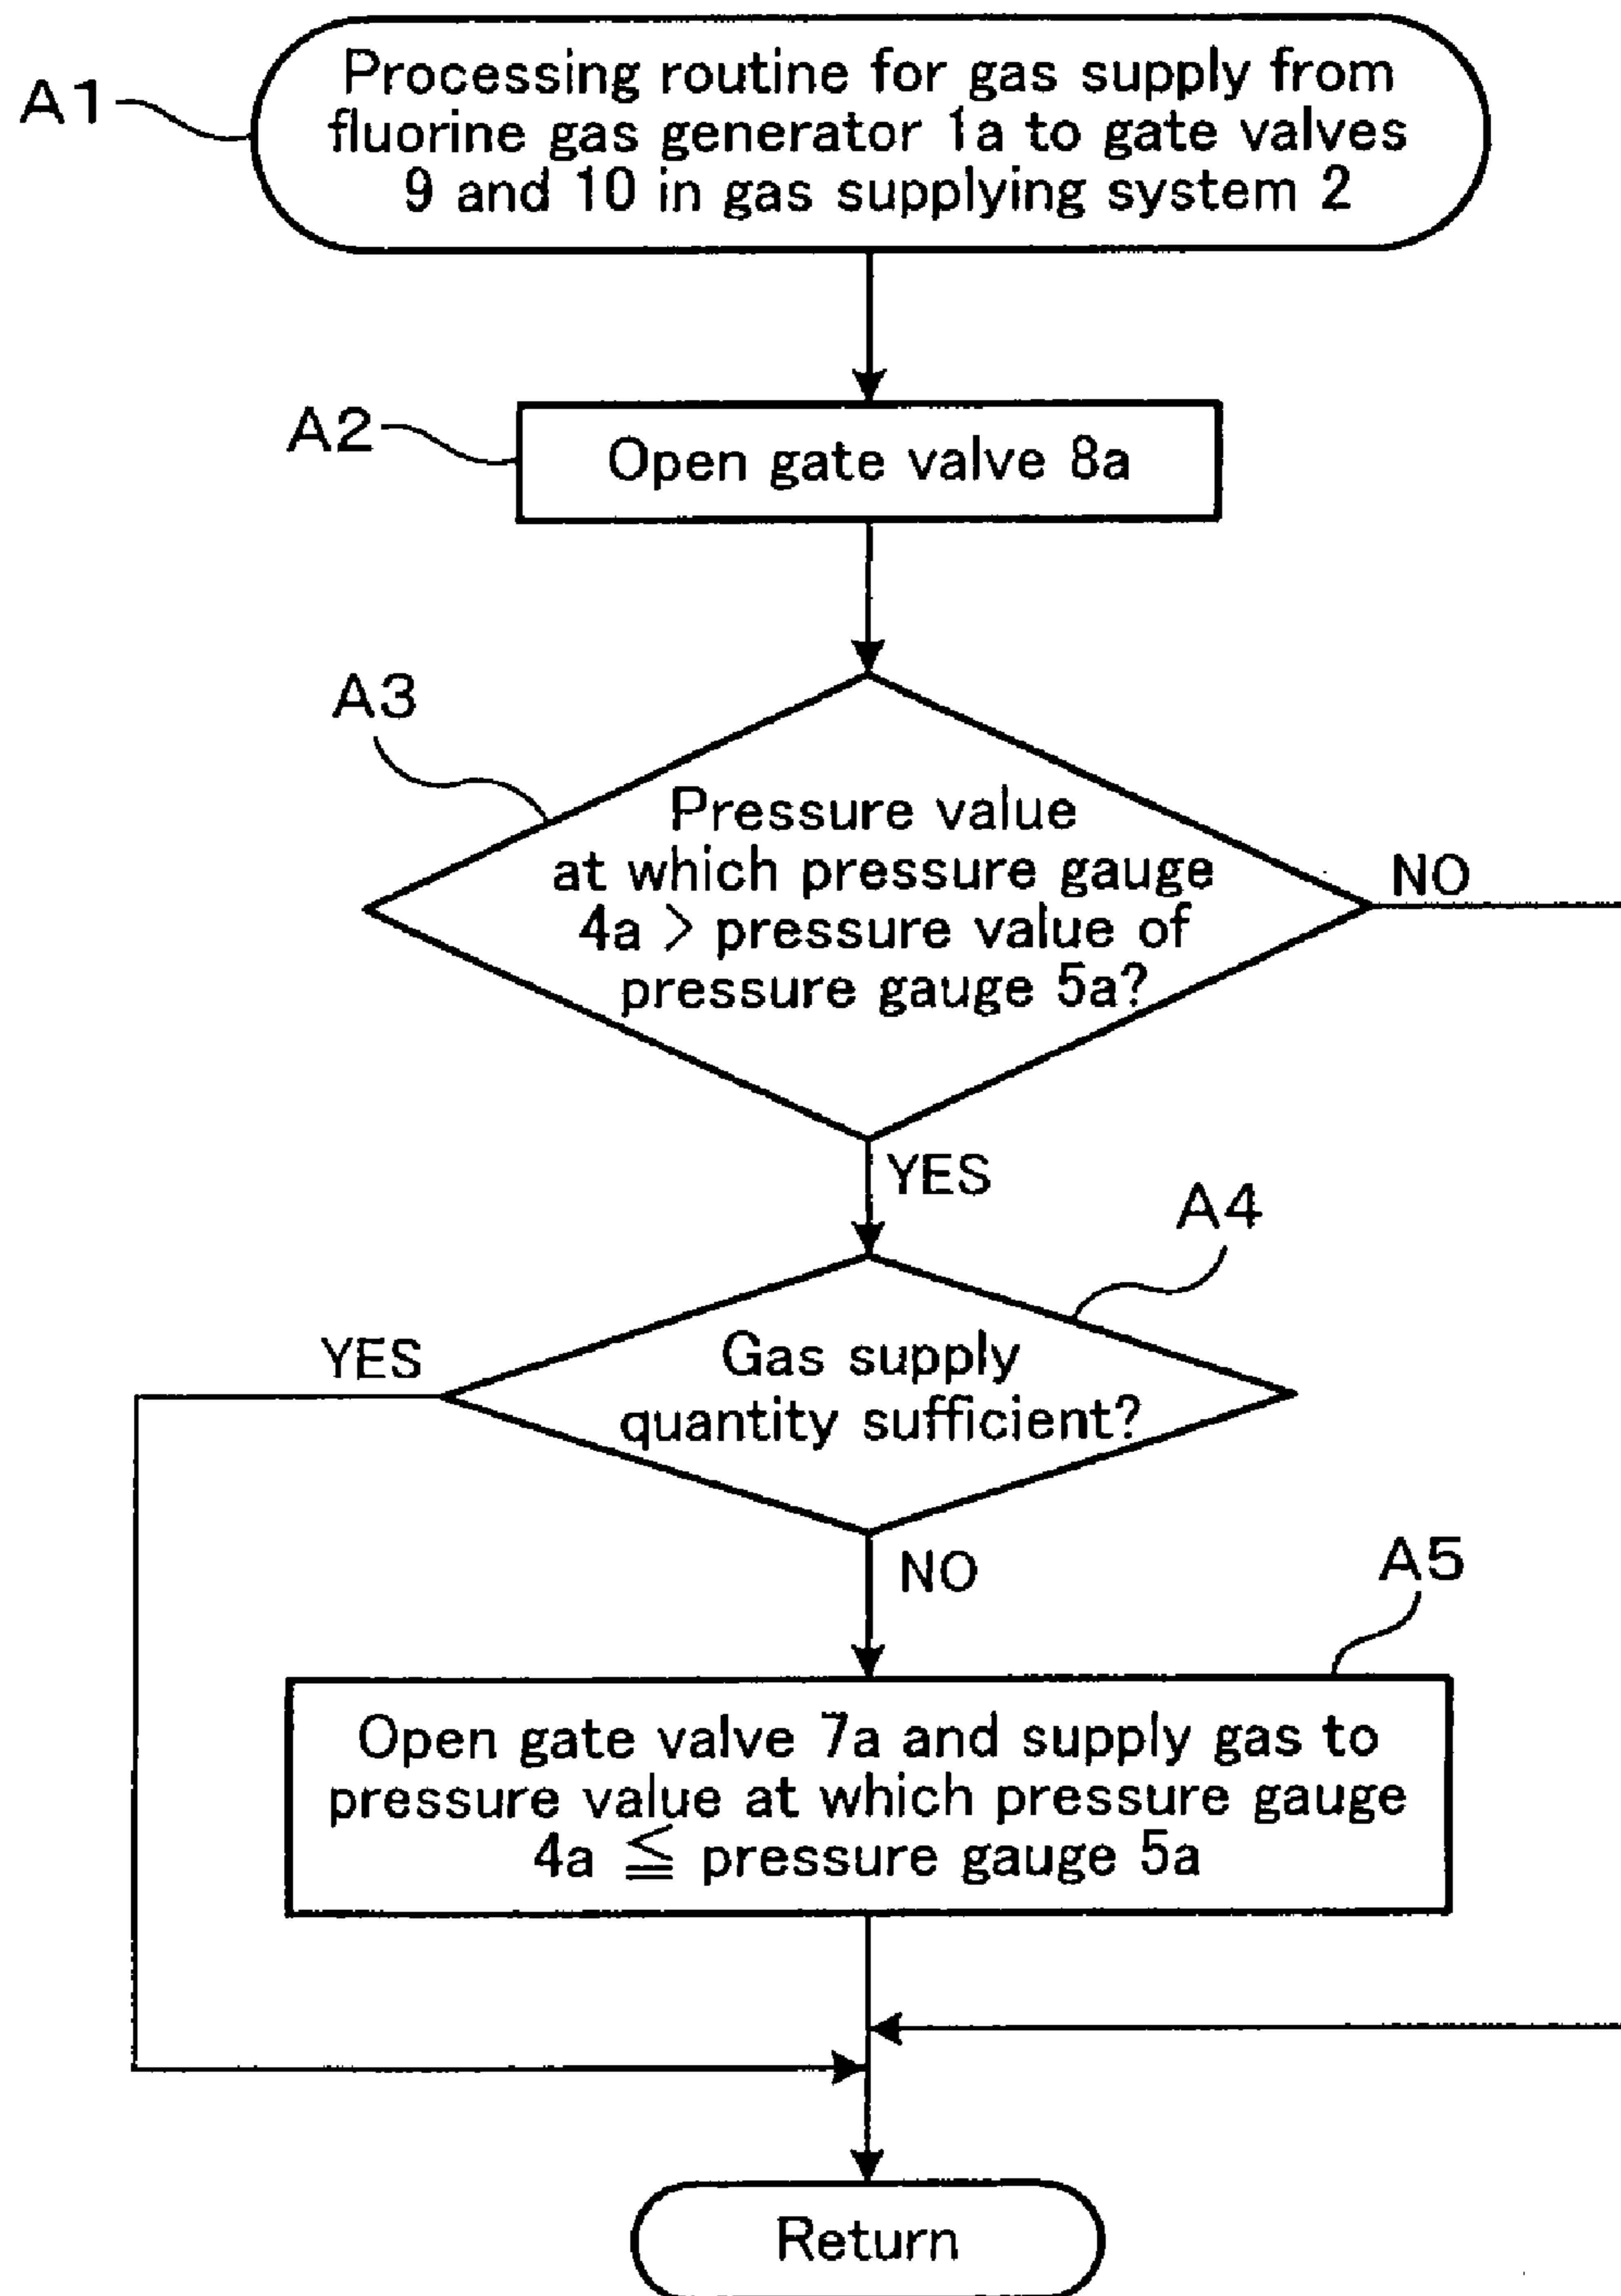 A1
Processing routine for gas supply from
fluorine gas generator 1a to gate valves
9 and 10 in gas supplying system 2
A2
Open gate valve 8a
A3
Pressure value
at which pressure gauge
4a > pressure value of
pressure gauge 5a?
NO
YES
A4
YES
Gas supply
quantity sufficient?
NO
A5
Open gate valve 7a and supply gas to
pressure value at which pressure gauge
4a ≦ pressure gauge 5a
Return